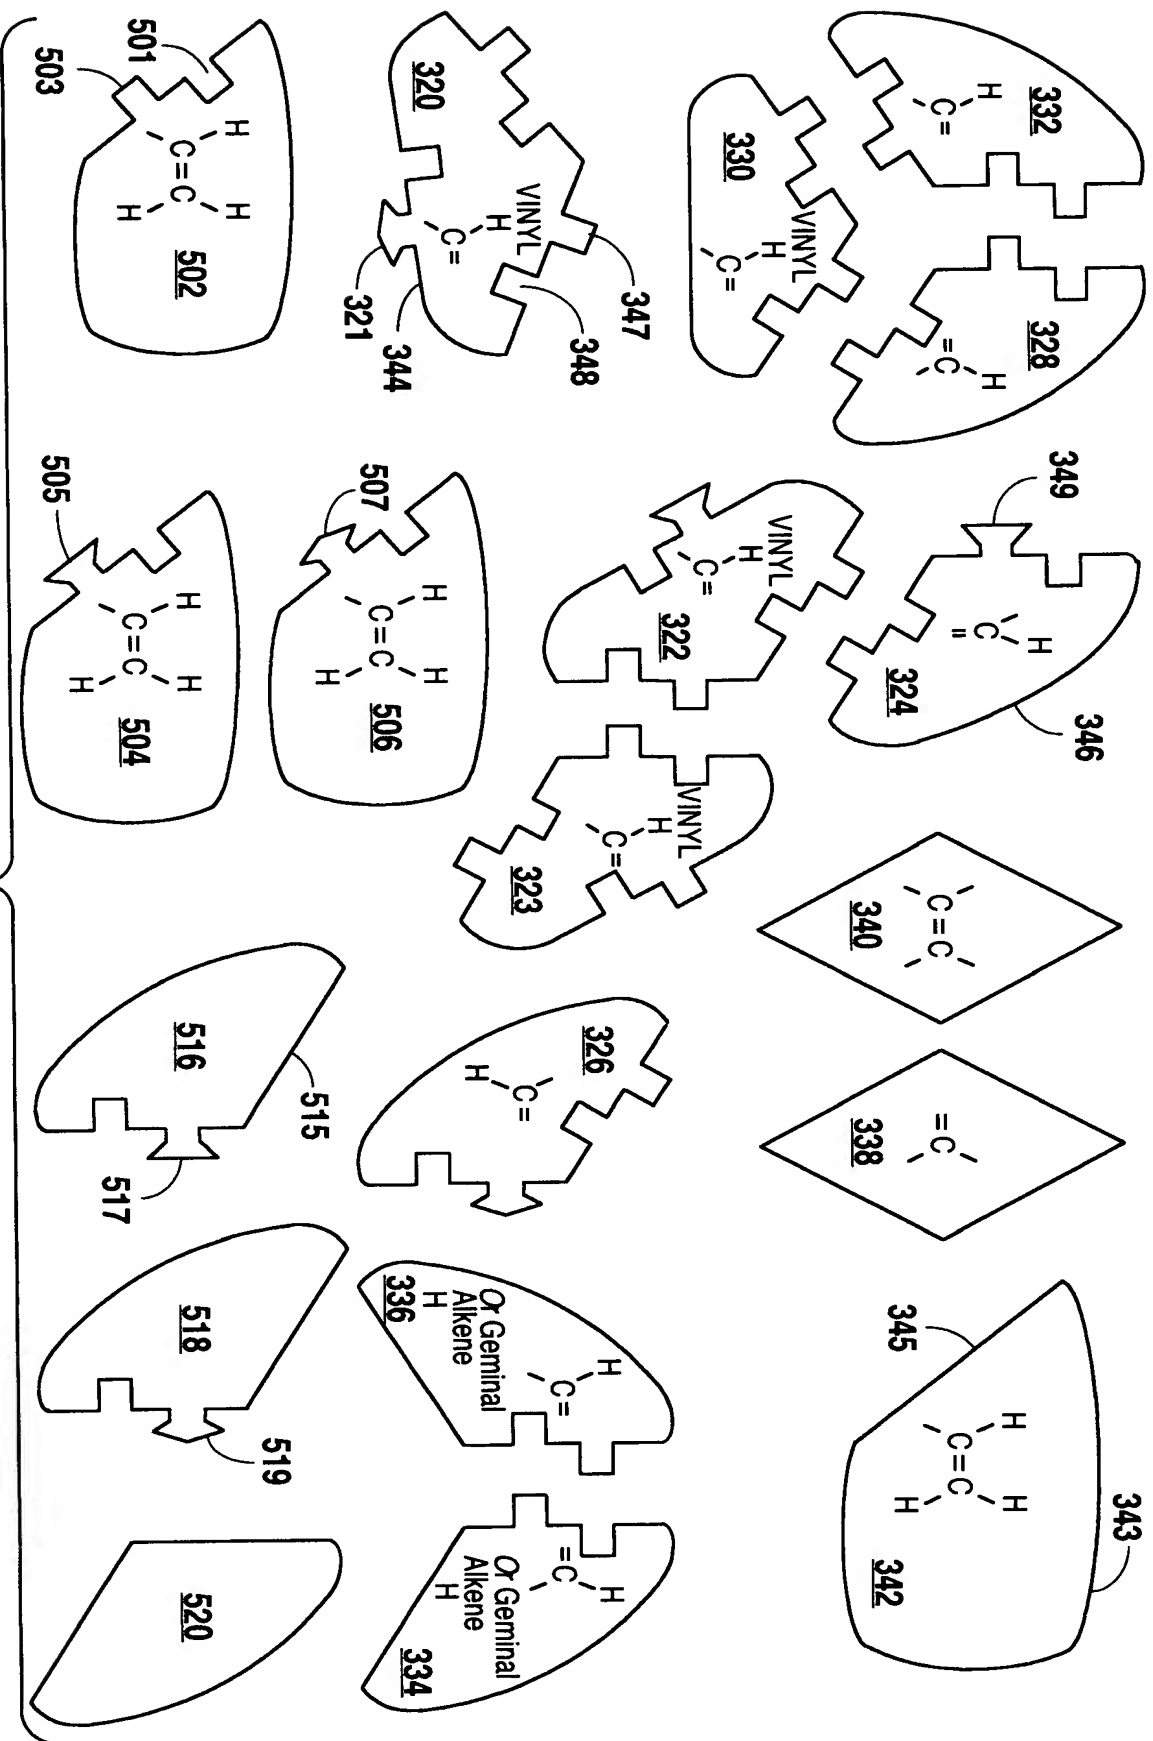 332
H
C=
328
H
=C
330
VINYL
H
C=
349
346
H
C
=
324
340
C=C
338
=C
345
343
H H
C=C
H
342
320
VINYL
H
C=
347
348
321
344
322
VINYL
H
C=
323
VINYL
H
C=
326
C=
H
336
Or Geminal
Alkene
H
H
C=
334
Or Geminal
Alkene
H
H
=C
501
503
H H
C=C
H
502
507
H H
C=C
H
506
505
H H
C=C
H
504
516
515
517
518
519
520